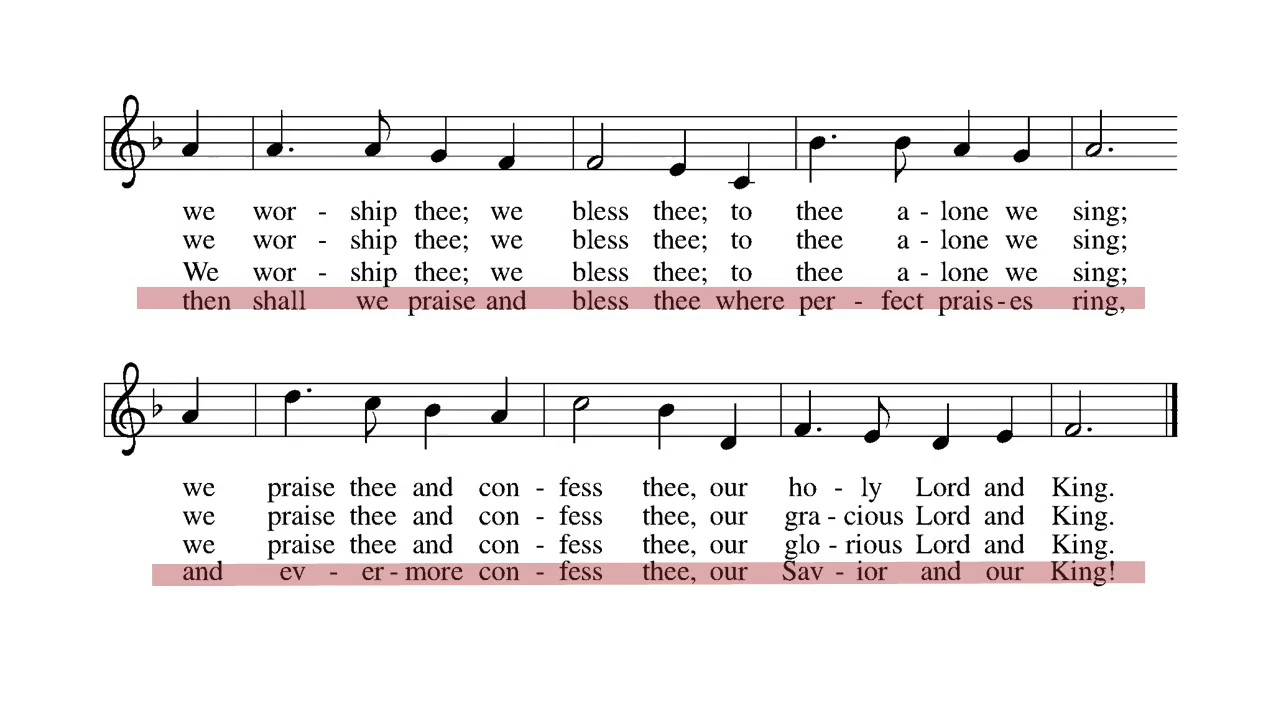 we wor - ship thee; we bless thee; to thee a - lone we sing;
we wor - ship thee; we bless thee; to thee a - lone we sing;
We wor - ship thee; we bless thee; to thee a - lone we sing;
then shall we praise and bless thee where per - fect prais - es ring,
we praise thee and con - fess thee, our ho - ly Lord and King.
we praise thee and con - fess thee, our gra - cious Lord and King.
we praise thee and con - fess thee, our glo - rious Lord and King.
and ev - er - more con - fess thee, our Sav - ior and our King!